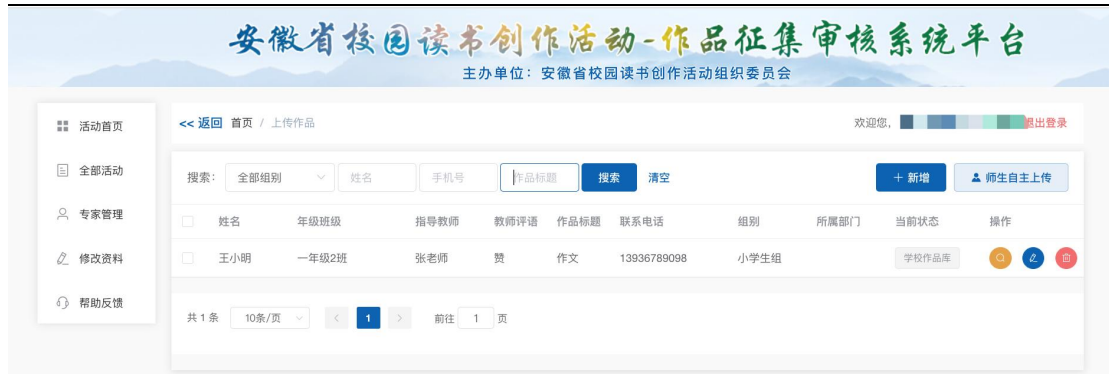 安徽省校园读书创作活动-作品征集审核系统平台
主办单位：安徽省校园读书创作活动组织委员会
活动首页
全部活动
专家管理
修改资料
帮助反馈
<< 返回 首页 / 上传作品
欢迎您，
退出登录
搜索： 全部组别 姓名 手机号 作品标题 搜索 清空 + 新增 师生自主上传
姓名 年级班级 指导教师 教师评语 作品标题 联系电话 组别 所属部门 当前状态 操作
王小明 一年级2班 张老师 赞 作文 13936789098 小学生组 学校作品库
共 1 条 10条/页 < 1 > 前往 1 页